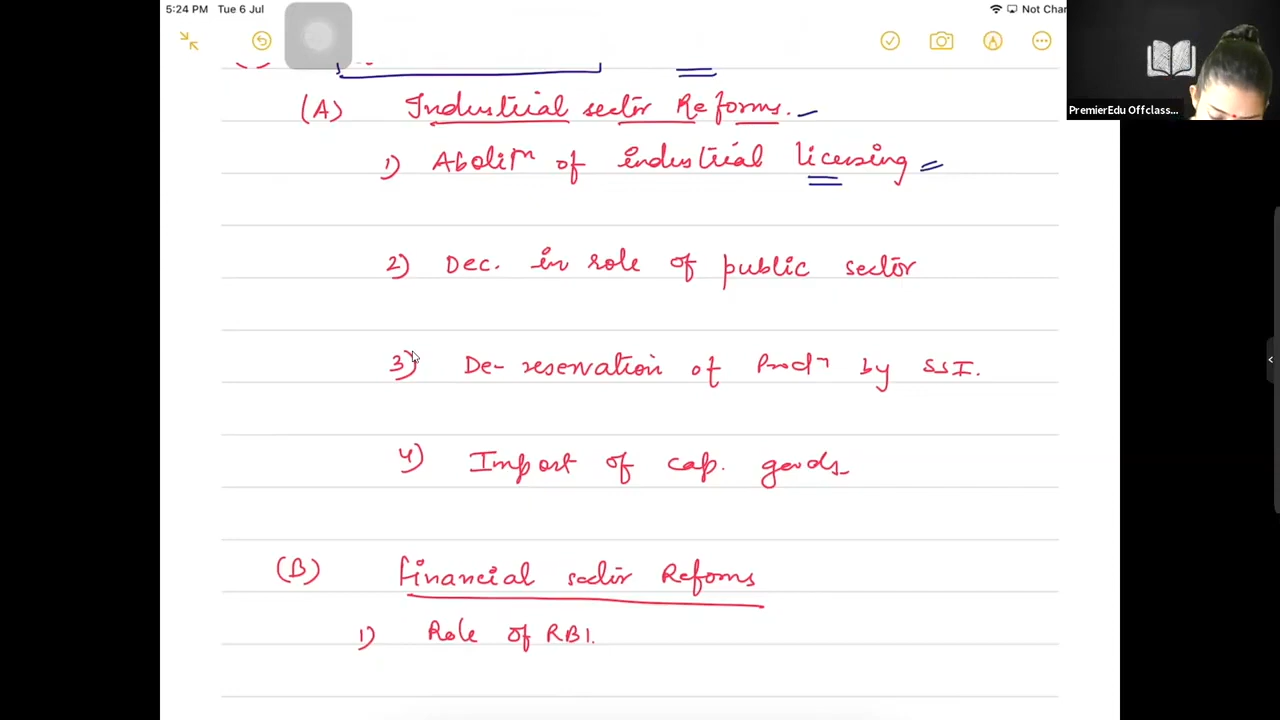 5:24 PM Tue 6 Jul
Not Char
PremierEdu Offclass...
(A) Industrial sector Reforms.
1) Abolitn of industrial licensing
2) Dec. in role of public sector
3) De-reservation of Prodn by SSI.
4) Import of cap. goods
(B) Financial sector Reforms
1) Role of RBI.